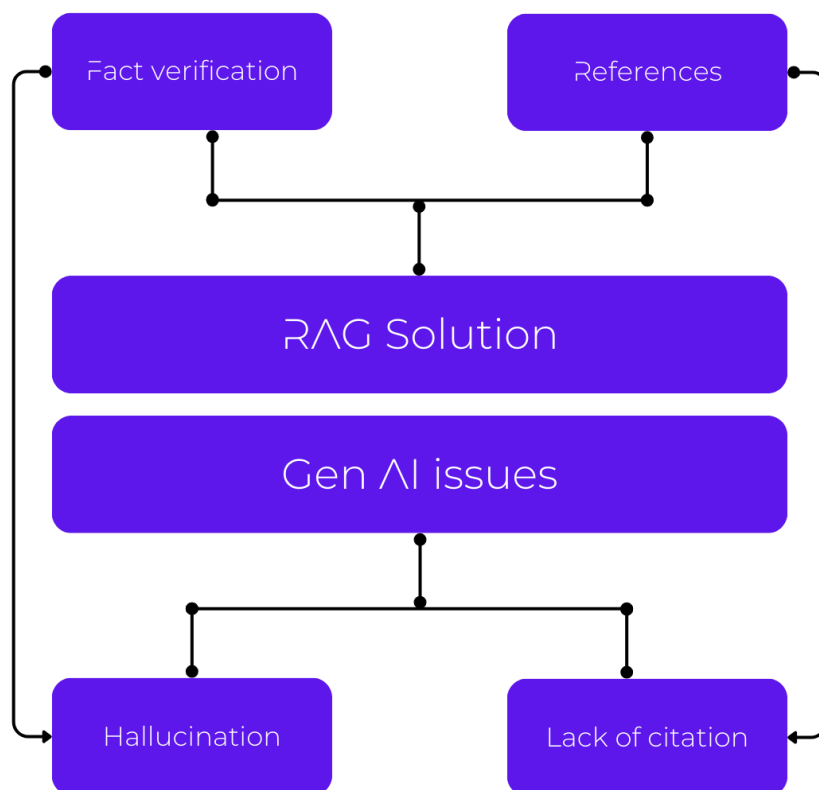 Fact verification
References
RAG Solution
Gen AI issues
Hallucination
Lack of citation